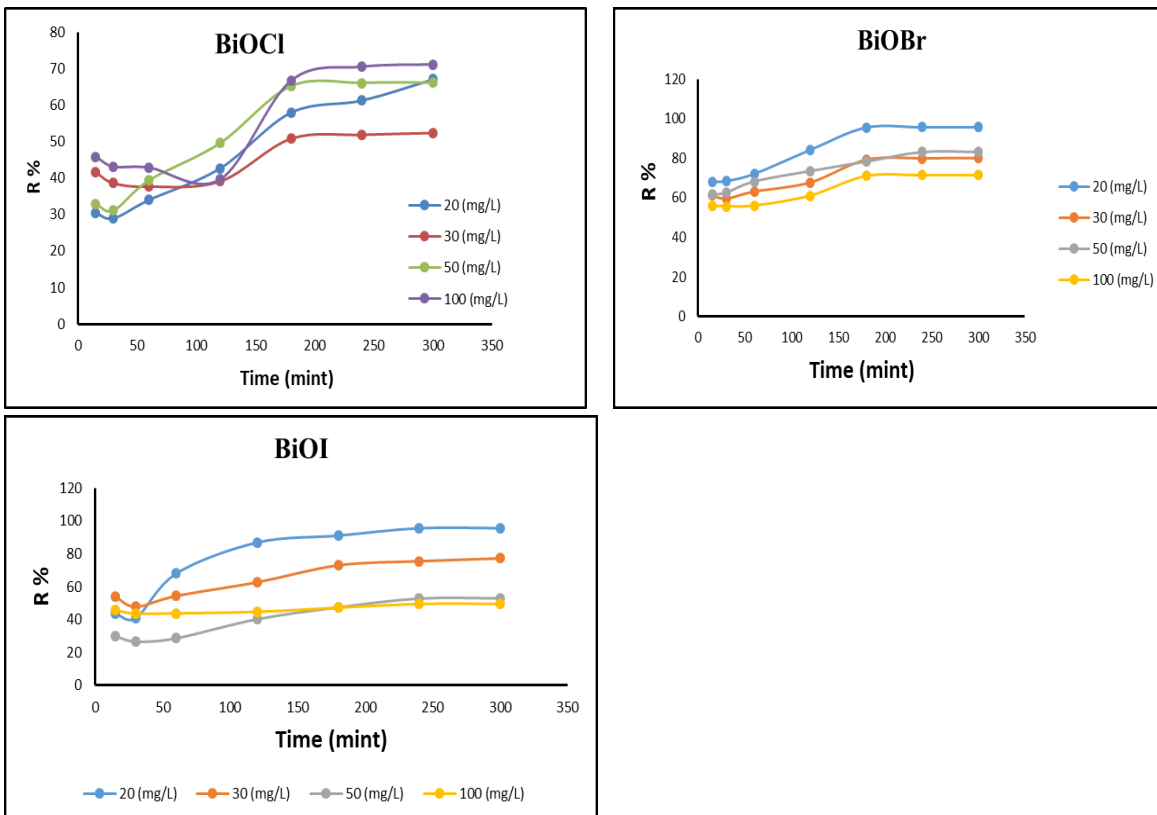 BiOCl
80
70
60
50
40
30
20
10
0
R %
0 50 100 150 200 250 300 350
Time (mint)
20 (mg/L)
30 (mg/L)
50 (mg/L)
100 (mg/L)
BiOBr
120
100
80
60
40
20
0
R %
0 50 100 150 200 250 300 350
Time (mint)
20 (mg/L)
30 (mg/L)
50 (mg/L)
100 (mg/L)
BiOI
120
100
80
60
40
20
0
R %
0 50 100 150 200 250 300 350
Time (mint)
20 (mg/L) 30 (mg/L) 50 (mg/L) 100 (mg/L)